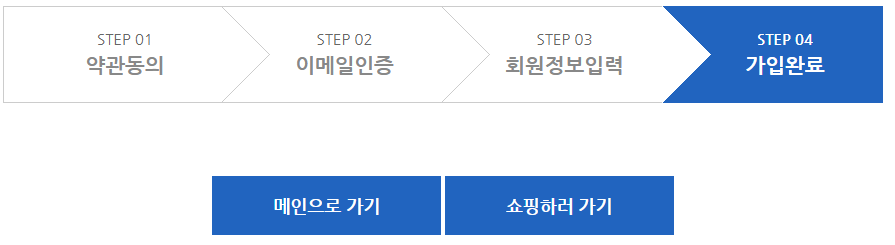 STEP 01
약관동의
STEP 02
이메일인증
STEP 03
회원정보입력
STEP 04
가입완료
메인으로 가기
쇼핑하러 가기